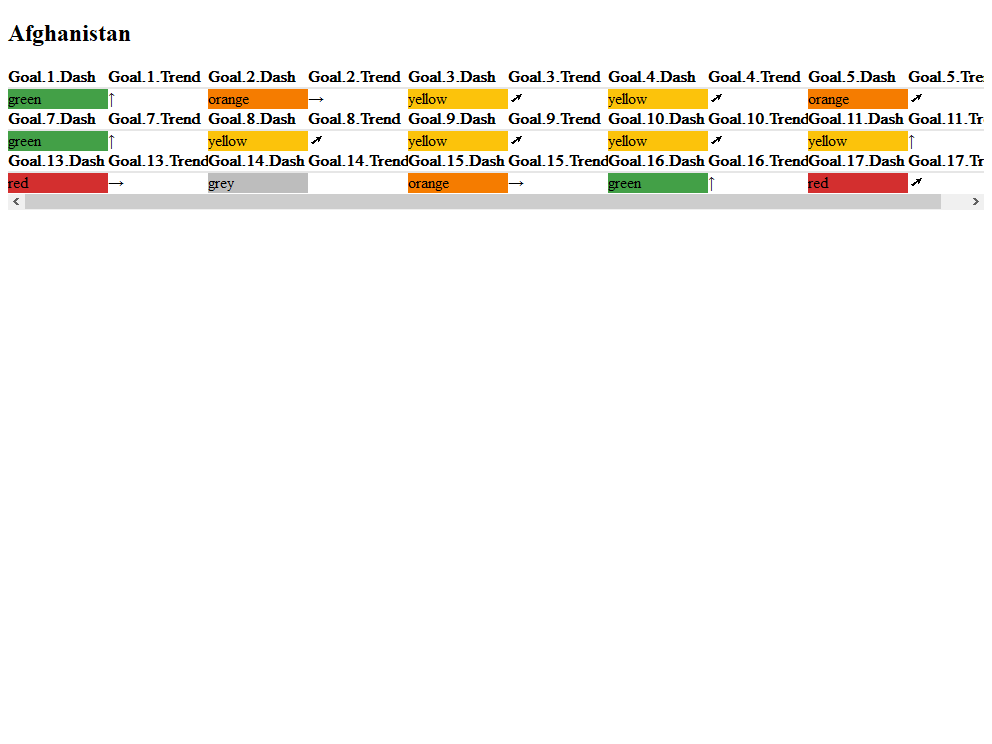 Afghanistan
Goal.1.Dash Goal.1.Trend Goal.2.Dash Goal.2.Trend Goal.3.Dash Goal.3.Trend Goal.4.Dash Goal.4.Trend Goal.5.Dash Goal.5.Tre
green ↑ orange → yellow ➚ yellow ➚ orange ➚
Goal.7.Dash Goal.7.Trend Goal.8.Dash Goal.8.Trend Goal.9.Dash Goal.9.Trend Goal.10.Dash Goal.10.Trend Goal.11.Dash Goal.11.Tr
green ↑ yellow ➚ yellow ➚ yellow ➚ yellow ↑
Goal.13.Dash Goal.13.Trend Goal.14.Dash Goal.14.Trend Goal.15.Dash Goal.15.Trend Goal.16.Dash Goal.16.Trend Goal.17.Dash Goal.17.Tr
red → grey orange → green ↑ red ➚